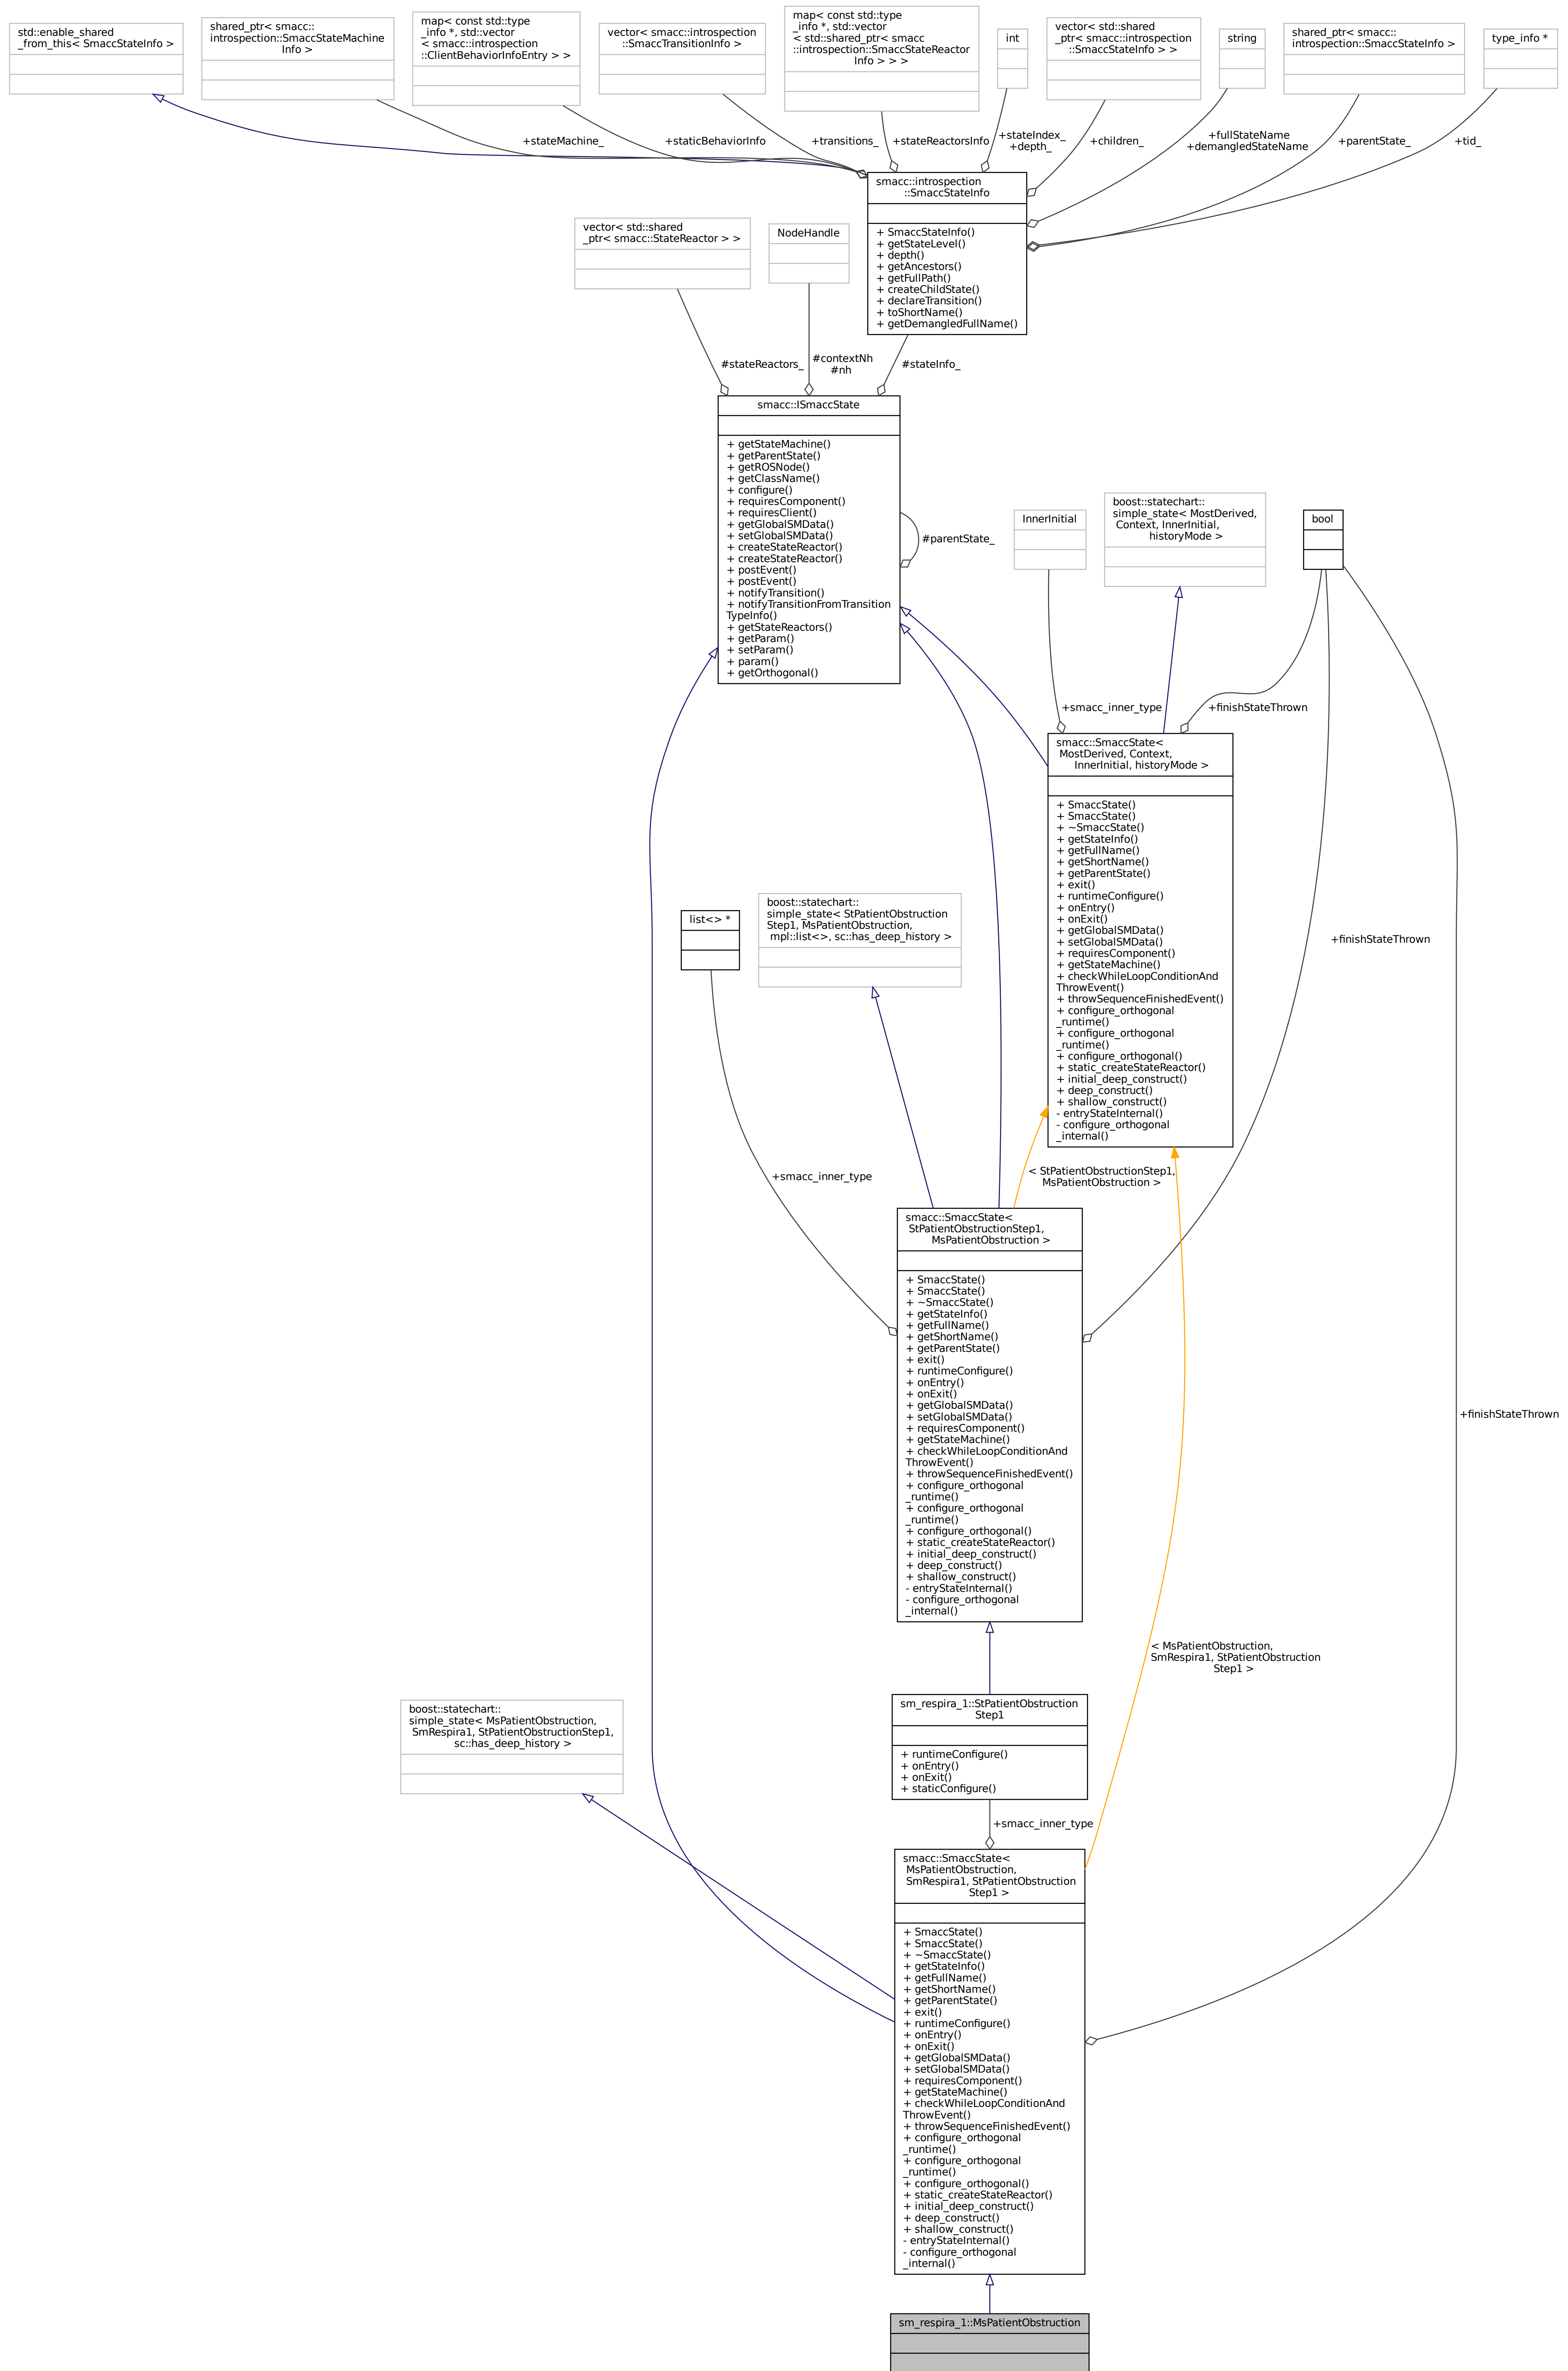 std::enable_shared
_from_this< SmaccStateInfo >
shared_ptr< smacc::
introspection::SmaccStateMachine
Info >
map< const std::type
_info *, std::vector
< smacc::introspection
::ClientBehaviorInfoEntry > >
vector< smacc::introspection
::SmaccTransitionInfo >
map< const std::type
_info *, std::vector
< std::shared_ptr< smacc
::introspection::SmaccStateReactor
Info > > >
int
vector< std::shared
_ptr< smacc::introspection
::SmaccStateInfo > >
string
shared_ptr< smacc::
introspection::SmaccStateInfo >
type_info *
+stateMachine_
+staticBehaviorInfo
+transitions_
+stateReactorsInfo
+stateIndex_
+depth_
+children_
+fullStateName
+demangledStateName
+parentState_
+tid_
smacc::introspection
::SmaccStateInfo
+ SmaccStateInfo()
+ getStateLevel()
+ depth()
+ getAncestors()
+ getFullPath()
+ createChildState()
+ declareTransition()
+ toShortName()
+ getDemangledFullName()
vector< std::shared
_ptr< smacc::StateReactor > >
NodeHandle
#stateReactors_
#contextNh
#nh
#stateInfo_
smacc::ISmaccState
+ getStateMachine()
+ getParentState()
+ getROSNode()
+ getClassName()
+ configure()
+ requiresComponent()
+ requiresClient()
+ getGlobalSMData()
+ setGlobalSMData()
+ createStateReactor()
+ createStateReactor()
+ postEvent()
+ postEvent()
+ notifyTransition()
+ notifyTransitionFromTransition
TypeInfo()
+ getStateReactors()
+ getParam()
+ setParam()
+ param()
+ getOrthogonal()
#parentState_
InnerInitial
boost::statechart::
simple_state< MostDerived,
Context, InnerInitial,
historyMode >
bool
+smacc_inner_type
+finishStateThrown
smacc::SmaccState<
MostDerived, Context,
InnerInitial, historyMode >
+ SmaccState()
+ SmaccState()
+ ~SmaccState()
+ getStateInfo()
+ getFullName()
+ getShortName()
+ getParentState()
+ exit()
+ runtimeConfigure()
+ onEntry()
+ onExit()
+ getGlobalSMData()
+ setGlobalSMData()
+ requiresComponent()
+ getStateMachine()
+ checkWhileLoopConditionAnd
ThrowEvent()
+ throwSequenceFinishedEvent()
+ configure_orthogonal
_runtime()
+ configure_orthogonal
_runtime()
+ configure_orthogonal()
+ static_createStateReactor()
+ initial_deep_construct()
+ deep_construct()
+ shallow_construct()
- entryStateInternal()
- configure_orthogonal
_internal()
list<> *
boost::statechart::
simple_state< StPatientObstruction
Step1, MsPatientObstruction,
mpl::list<>, sc::has_deep_history >
+finishStateThrown
+smacc_inner_type
< StPatientObstructionStep1,
MsPatientObstruction >
smacc::SmaccState<
StPatientObstructionStep1,
MsPatientObstruction >
+ SmaccState()
+ SmaccState()
+ ~SmaccState()
+ getStateInfo()
+ getFullName()
+ getShortName()
+ getParentState()
+ exit()
+ runtimeConfigure()
+ onEntry()
+ onExit()
+ getGlobalSMData()
+ setGlobalSMData()
+ requiresComponent()
+ getStateMachine()
+ checkWhileLoopConditionAnd
ThrowEvent()
+ throwSequenceFinishedEvent()
+ configure_orthogonal
_runtime()
+ configure_orthogonal
_runtime()
+ configure_orthogonal()
+ static_createStateReactor()
+ initial_deep_construct()
+ deep_construct()
+ shallow_construct()
- entryStateInternal()
- configure_orthogonal
_internal()
+finishStateThrown
< MsPatientObstruction,
SmRespira1, StPatientObstruction
Step1 >
boost::statechart::
simple_state< MsPatientObstruction,
SmRespira1, StPatientObstructionStep1,
sc::has_deep_history >
sm_respira_1::StPatientObstruction
Step1
+ runtimeConfigure()
+ onEntry()
+ onExit()
+ staticConfigure()
+smacc_inner_type
smacc::SmaccState<
MsPatientObstruction,
SmRespira1, StPatientObstruction
Step1 >
+ SmaccState()
+ SmaccState()
+ ~SmaccState()
+ getStateInfo()
+ getFullName()
+ getShortName()
+ getParentState()
+ exit()
+ runtimeConfigure()
+ onEntry()
+ onExit()
+ getGlobalSMData()
+ setGlobalSMData()
+ requiresComponent()
+ getStateMachine()
+ checkWhileLoopConditionAnd
ThrowEvent()
+ throwSequenceFinishedEvent()
+ configure_orthogonal
_runtime()
+ configure_orthogonal
_runtime()
+ configure_orthogonal()
+ static_createStateReactor()
+ initial_deep_construct()
+ deep_construct()
+ shallow_construct()
- entryStateInternal()
- configure_orthogonal
_internal()
sm_respira_1::MsPatientObstruction